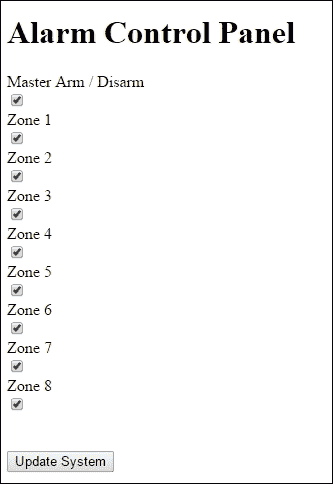 Alarm Control Panel
Master Arm / Disarm
Zone 1
Zone 2
Zone 3
Zone 4
Zone 5
Zone 6
Zone 7
Zone 8
Update System